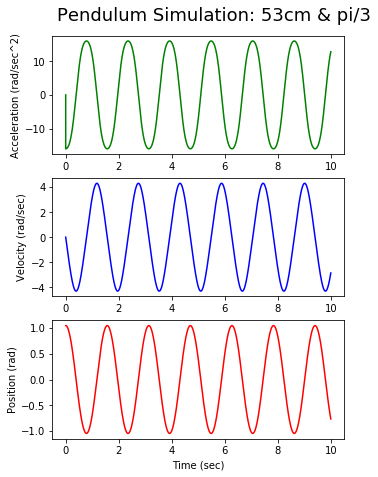 Pendulum Simulation: 53cm & pi/3
Acceleration (rad/sec^2)
10
0
−10
0 2 4 6 8 10
Velocity (rad/sec)
4
2
0
−2
−4
0 2 4 6 8 10
Position (rad)
1.0
0.5
0.0
−0.5
−1.0
0 2 4 6 8 10
Time (sec)